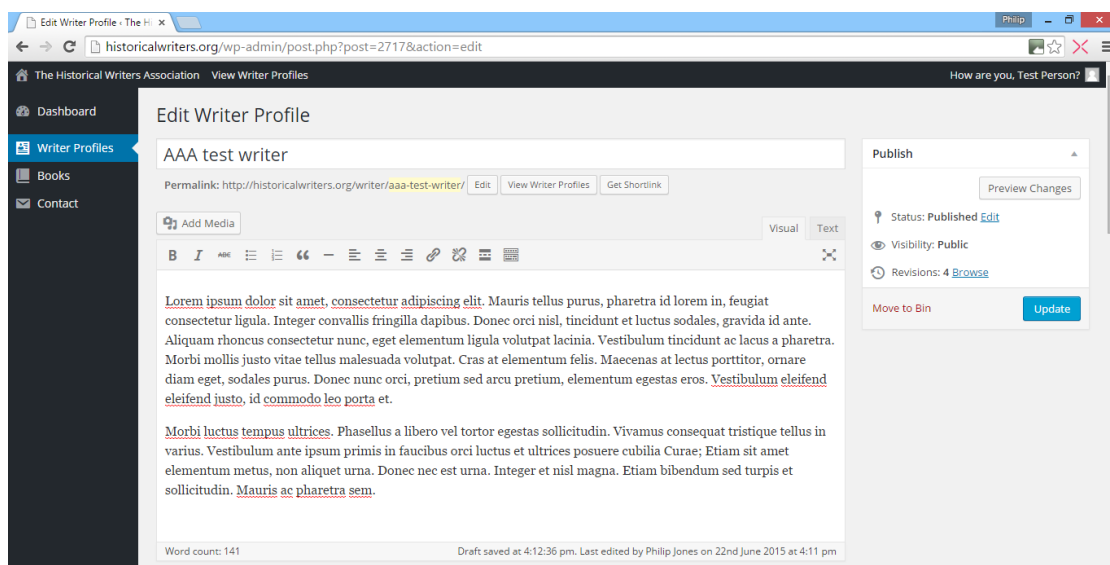 Edit Writer Profile ‹ The Hi
Philip
historicalwriters.org/wp-admin/post.php?post=2717&action=edit
The Historical Writers Association View Writer Profiles How are you, Test Person?
Dashboard
Writer Profiles
Books
Contact
Edit Writer Profile
AAA test writer
Permalink: http://historicalwriters.org/writer/aaa-test-writer/ Edit View Writer Profiles Get Shortlink
Add Media
Visual Text
B I ABC
Lorem ipsum dolor sit amet, consectetur adipiscing elit. Mauris tellus purus, pharetra id lorem in, feugiat
consectetur ligula. Integer convallis fringilla dapibus. Donec orci nisl, tincidunt et luctus sodales, gravida id ante.
Aliquam rhoncus consectetur nunc, eget elementum ligula volutpat lacinia. Vestibulum tincidunt ac lacus a pharetra.
Morbi mollis justo vitae tellus malesuada volutpat. Cras at elementum felis. Maecenas at lectus porttitor, ornare
diam eget, sodales purus. Donec nunc orci, pretium sed arcu pretium, elementum egestas eros. Vestibulum eleifend
eleifend justo, id commodo leo porta et.
Morbi luctus tempus ultrices. Phasellus a libero vel tortor egestas sollicitudin. Vivamus consequat tristique tellus in
varius. Vestibulum ante ipsum primis in faucibus orci luctus et ultrices posuere cubilia Curae; Etiam sit amet
elementum metus, non aliquet urna. Donec nec est urna. Integer et nisl magna. Etiam bibendum sed turpis et
sollicitudin. Mauris ac pharetra sem.
Word count: 141 Draft saved at 4:12:36 pm. Last edited by Philip Jones on 22nd June 2015 at 4:11 pm
Publish
Preview Changes
Status: Published Edit
Visibility: Public
Revisions: 4 Browse
Move to Bin Update